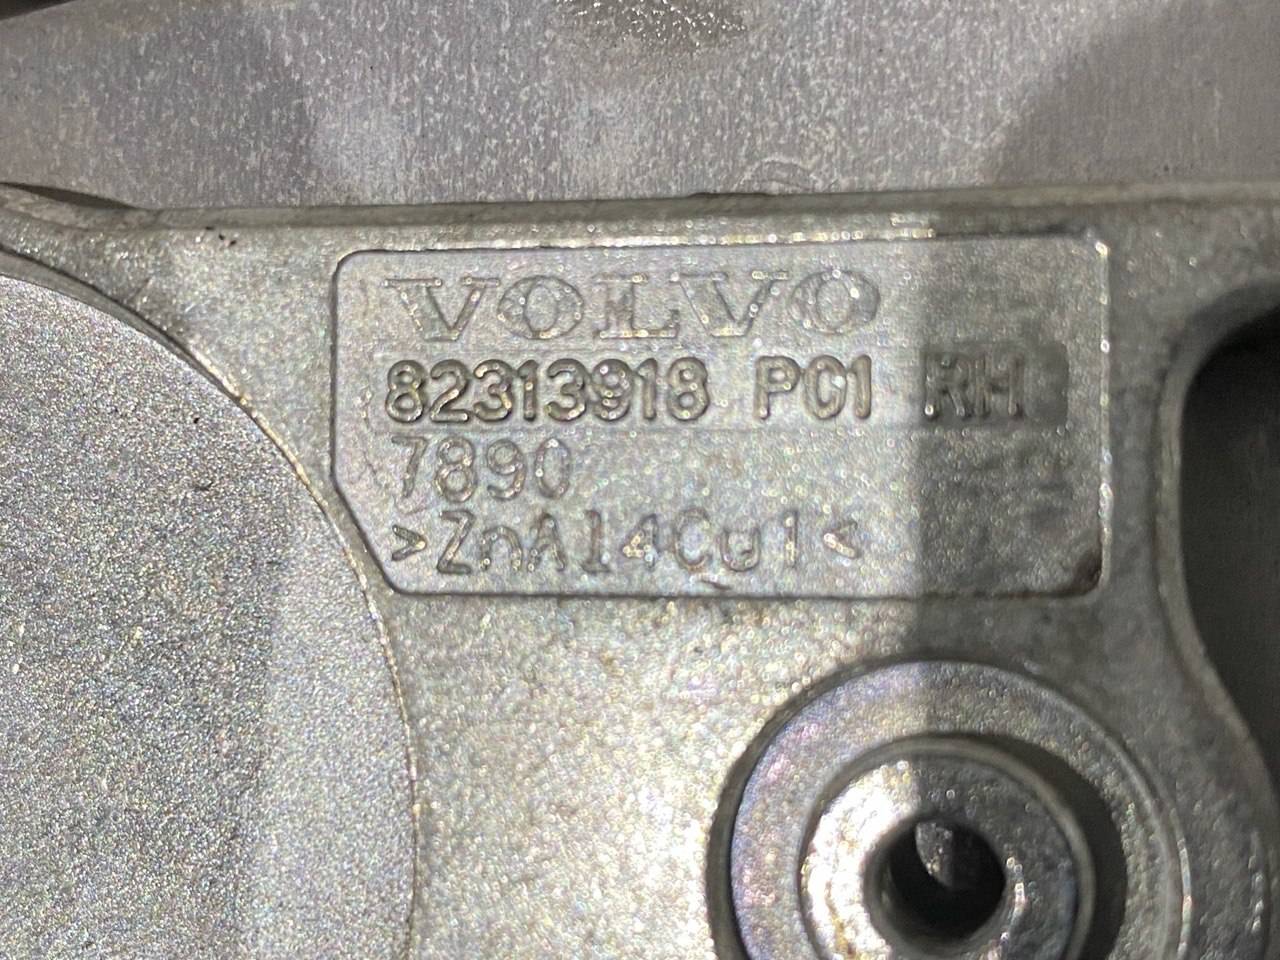 VOLVO
82313918 P01 RH
7890
>ZnAl4Cu1<